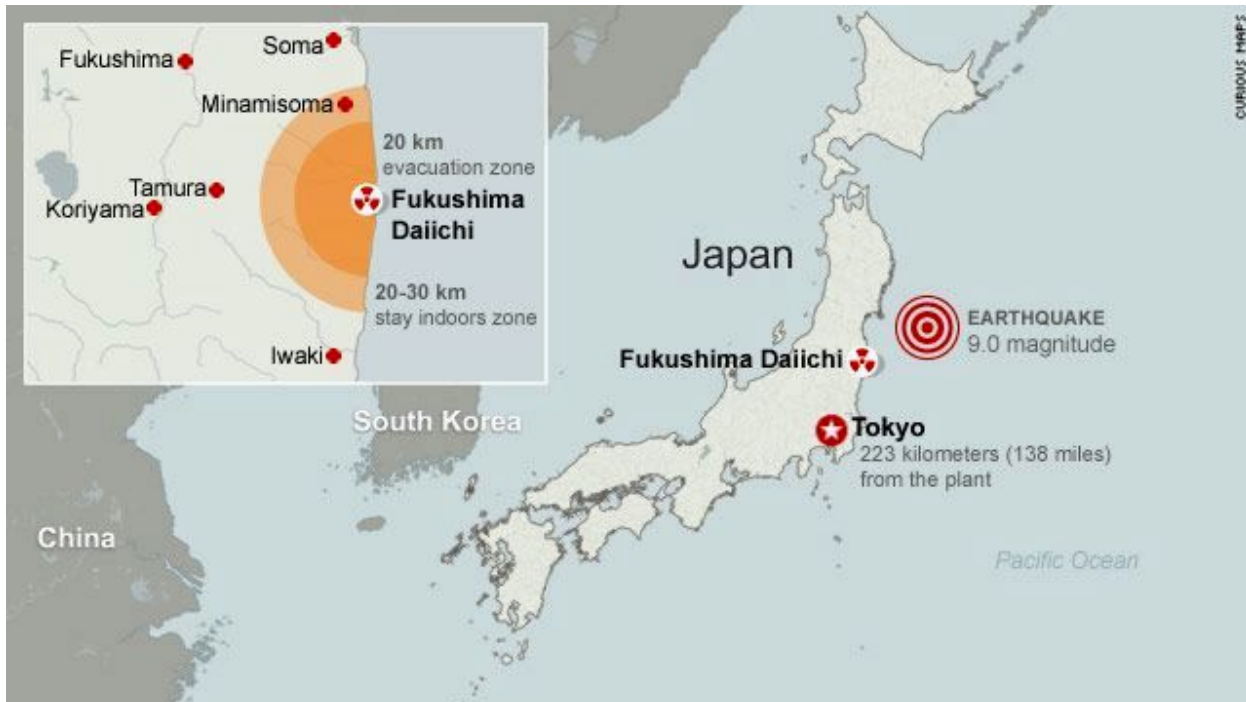 Fukushima
Soma
Minamisoma
20 km
evacuation zone
Tamura
Koriyama
Fukushima
Daiichi
20-30 km
stay indoors zone
Iwaki
CURIOUS MAPS
Japan
EARTHQUAKE
9.0 magnitude
Fukushima Daiichi
South Korea
Tokyo
223 kilometers (138 miles)
from the plant
China
Pacific Ocean